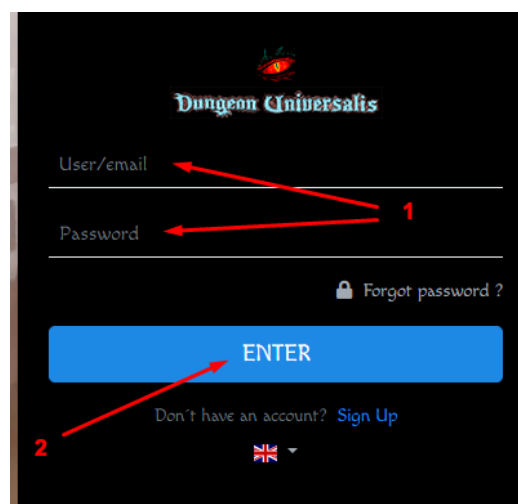 Dungeon Universalis
User/email
1
Password
Forgot password ?
ENTER
Don´t have an account? Sign Up
2